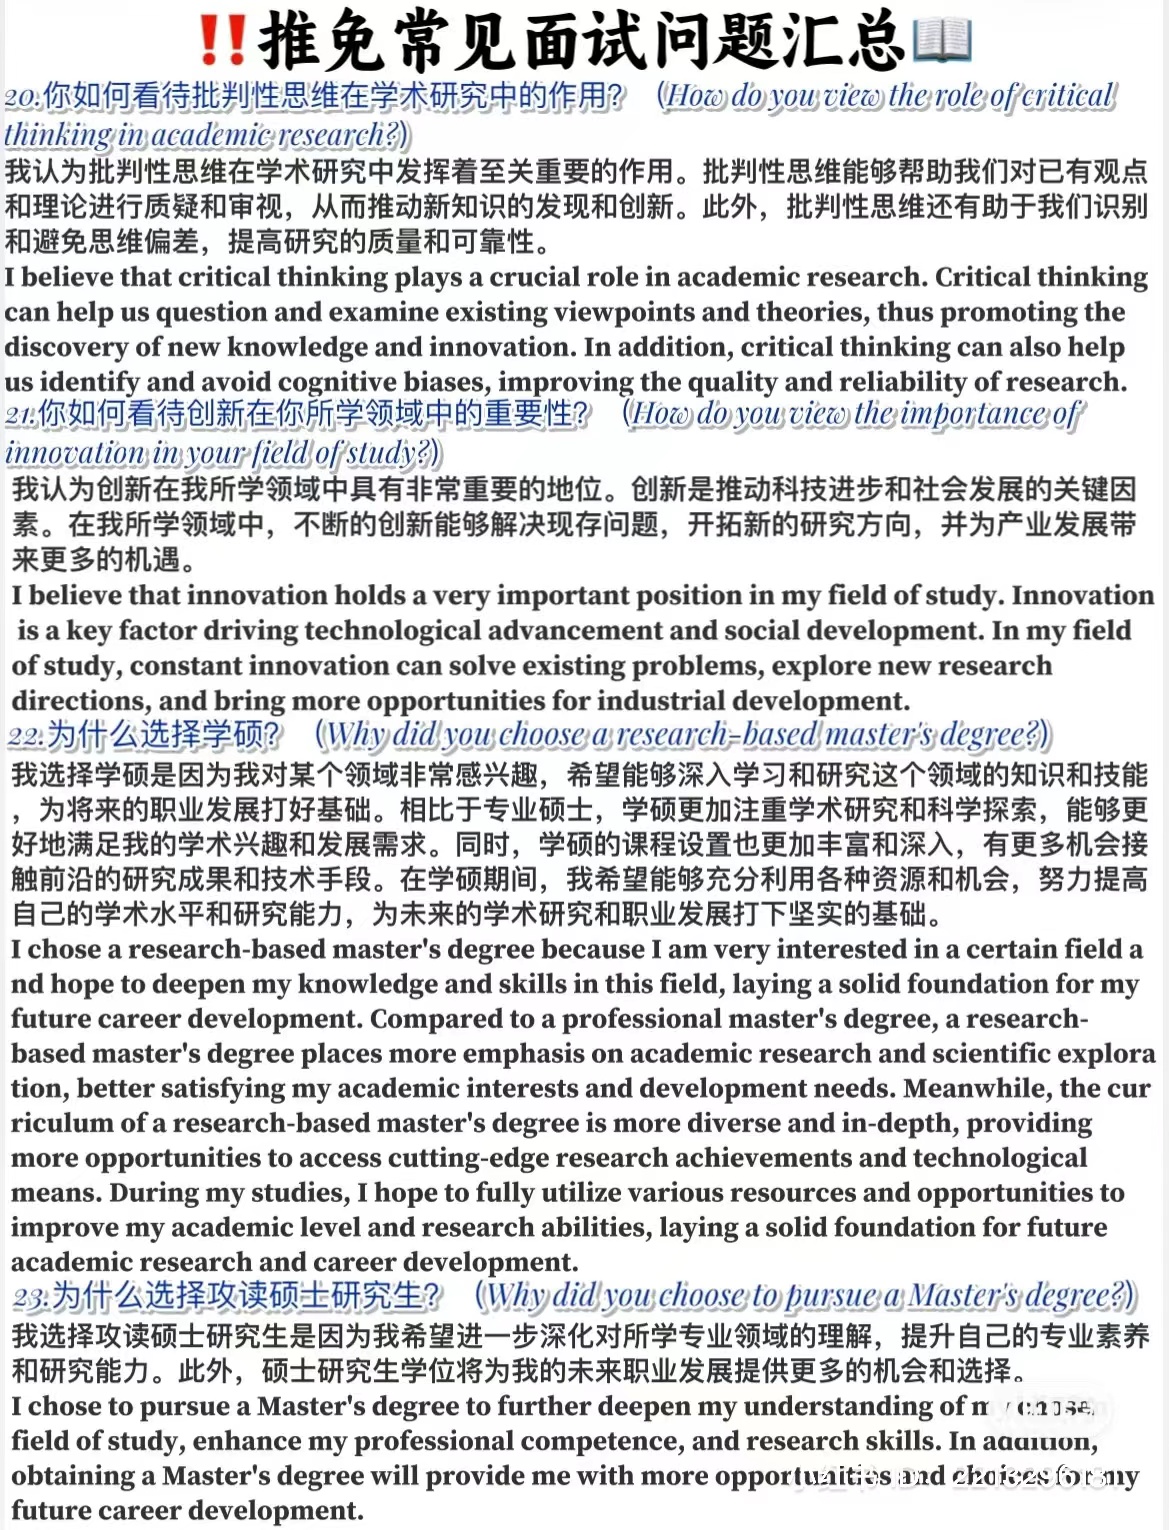 ‼️推免常见面试问题汇总📖
20.你如何看待批判性思维在学术研究中的作用？（How do you view the role of critical
thinking in academic research?)
我认为批判性思维在学术研究中发挥着至关重要的作用。批判性思维能够帮助我们对已有观点
和理论进行质疑和审视，从而推动新知识的发现和创新。此外，批判性思维还有助于我们识别
和避免思维偏差，提高研究的质量和可靠性。
I believe that critical thinking plays a crucial role in academic research. Critical thinking
can help us question and examine existing viewpoints and theories, thus promoting the
discovery of new knowledge and innovation. In addition, critical thinking can also help
us identify and avoid cognitive biases, improving the quality and reliability of research.
21.你如何看待创新在你所学领域中的重要性？（How do you view the importance of
innovation in your field of study?)
我认为创新在我所学领域中具有非常重要的地位。创新是推动科技进步和社会发展的关键因
素。在我所学领域中，不断的创新能够解决现存问题，开拓新的研究方向，并为产业发展带
来更多的机遇。
I believe that innovation holds a very important position in my field of study. Innovation
is a key factor driving technological advancement and social development. In my field
of study, constant innovation can solve existing problems, explore new research
directions, and bring more opportunities for industrial development.
22.为什么选择学硕？（Why did you choose a research-based master's degree?)
我选择学硕是因为我对某个领域非常感兴趣，希望能够深入学习和研究这个领域的知识和技能
，为将来的职业发展打好基础。相比于专业硕士，学硕更加注重学术研究和科学探索，能够更
好地满足我的学术兴趣和发展需求。同时，学硕的课程设置也更加丰富和深入，有更多机会接
触前沿的研究成果和技术手段。在学硕期间，我希望能够充分利用各种资源和机会，努力提高
自己的学术水平和研究能力，为未来的学术研究和职业发展打下坚实的基础。
I chose a research-based master's degree because I am very interested in a certain field a
nd hope to deepen my knowledge and skills in this field, laying a solid foundation for my
future career development. Compared to a professional master's degree, a research-
based master's degree places more emphasis on academic research and scientific explora
tion, better satisfying my academic interests and development needs. Meanwhile, the cur
riculum of a research-based master's degree is more diverse and in-depth, providing
more opportunities to access cutting-edge research achievements and technological
means. During my studies, I hope to fully utilize various resources and opportunities to
improve my academic level and research abilities, laying a solid foundation for future
academic research and career development.
23.为什么选择攻读硕士研究生？（Why did you choose to pursue a Master's degree?)
我选择攻读硕士研究生是因为我希望进一步深化对所学专业领域的理解，提升自己的专业素养
和研究能力。此外，硕士研究生学位将为我的未来职业发展提供更多的机会和选择。
I chose to pursue a Master's degree to further deepen my understanding of my
field of study, enhance my professional competence, and research skills. In addition,
obtaining a Master's degree will provide me with more opportunities and choices for my
future career development.